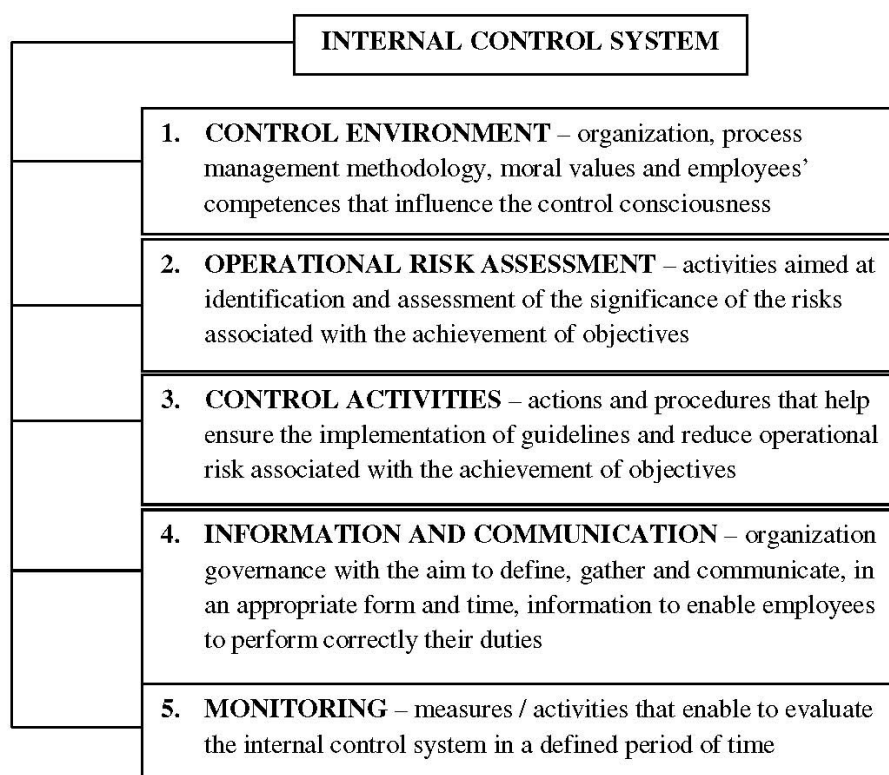 INTERNAL CONTROL SYSTEM
1. CONTROL ENVIRONMENT – organization, process
management methodology, moral values and employees’
competences that influence the control consciousness
2. OPERATIONAL RISK ASSESSMENT – activities aimed at
identification and assessment of the significance of the risks
associated with the achievement of objectives
3. CONTROL ACTIVITIES – actions and procedures that help
ensure the implementation of guidelines and reduce operational
risk associated with the achievement of objectives
4. INFORMATION AND COMMUNICATION – organization
governance with the aim to define, gather and communicate, in
an appropriate form and time, information to enable employees
to perform correctly their duties
5. MONITORING – measures / activities that enable to evaluate
the internal control system in a defined period of time